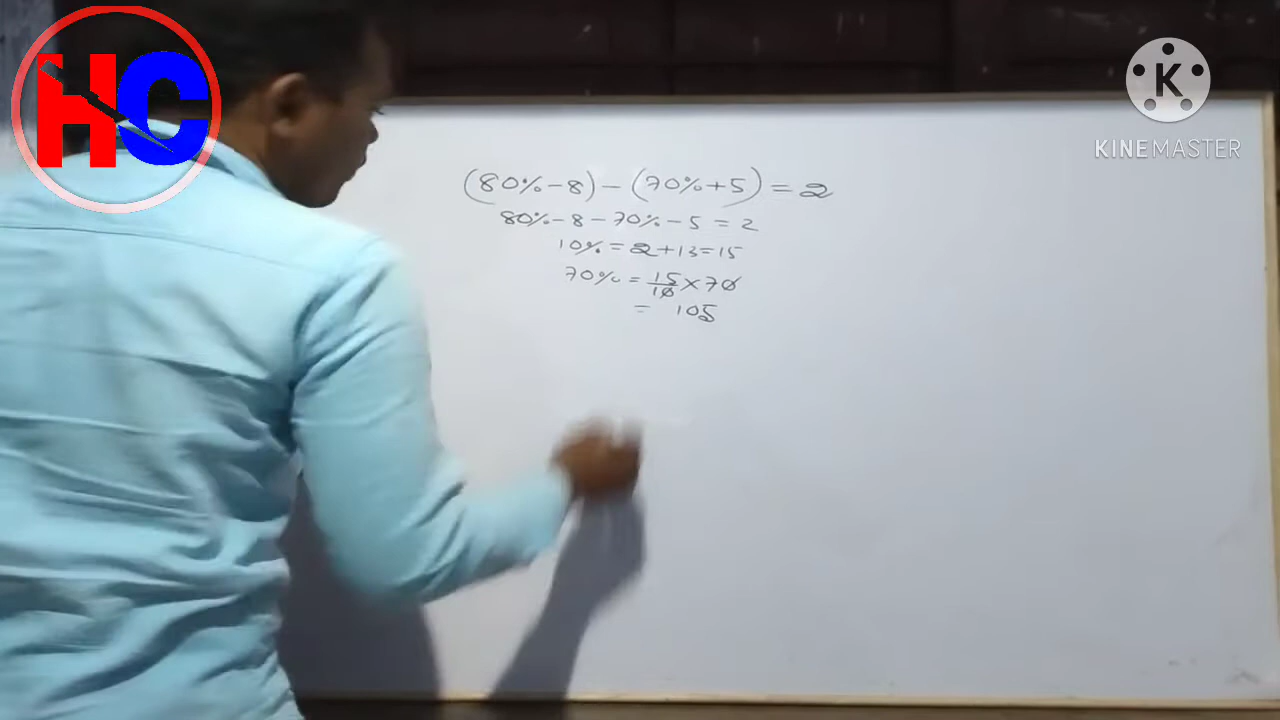 HC
K
KINEMASTER
(80%-8)-(70%+5)=2
80%-8-70%-5=2
10%=2+13=15
70%=15/10×70
= 105